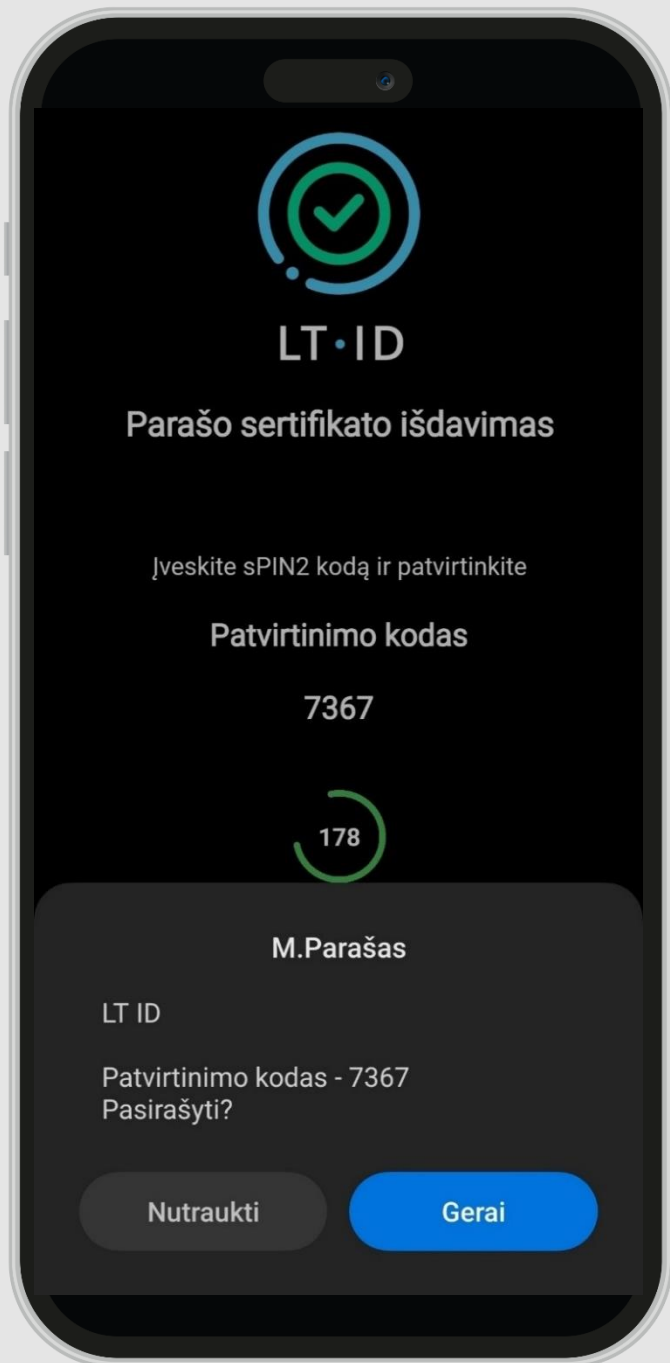 LT·ID
Parašo sertifikato išdavimas
Įveskite sPIN2 kodą ir patvirtinkite
Patvirtinimo kodas
7367
178
M.Parašas
LT ID
Patvirtinimo kodas - 7367
Pasirašyti?
Nutraukti
Gerai